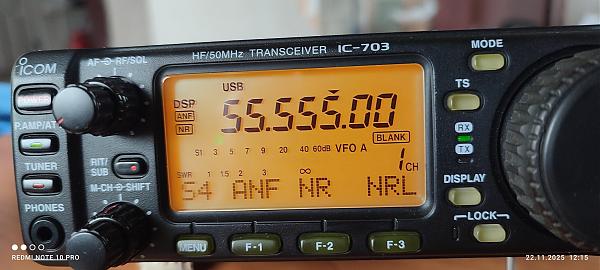 HF/50MHz TRANSCEIVER IC-703
ICOM
AF RF/SOL
MODE
POWER
USB
TS
DSP
ANF
NR
55.555.00
P.AMP/AT
BLANK
RX
TX
S1 3 5 7 9 20 40 60dB VFO A
1CH
TUNER
RIT/SUB
SWR 1 1.5 2 3 ∞
M-CH SHIFT
S4 ANF NR NRL
DISPLAY
PHONES
LOCK
MENU F-1 F-2 F-3
REDMI NOTE 10 PRO
22.11.2025 12:15